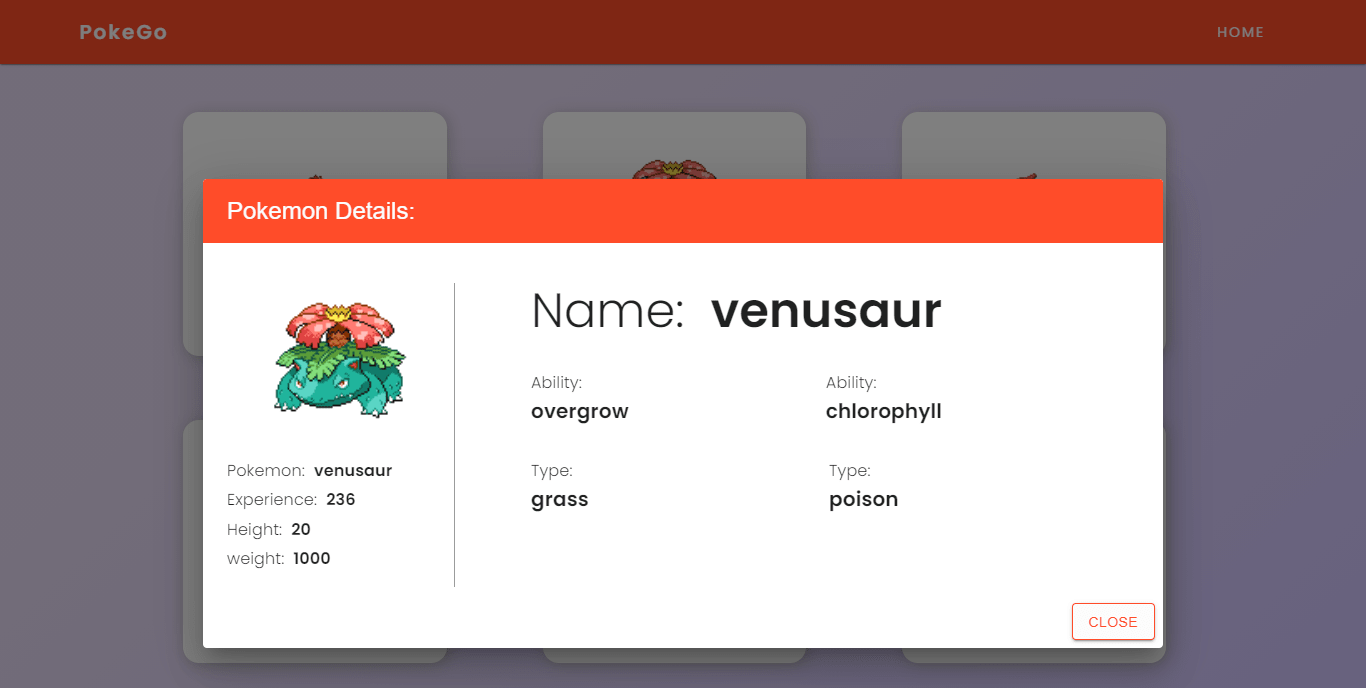 PokeGo
HOME
Pokemon Details:
Name: venusaur
Ability:
Ability:
overgrow
chlorophyll
Type:
Type:
grass
poison
Pokemon: venusaur
Experience: 236
Height: 20
weight: 1000
CLOSE